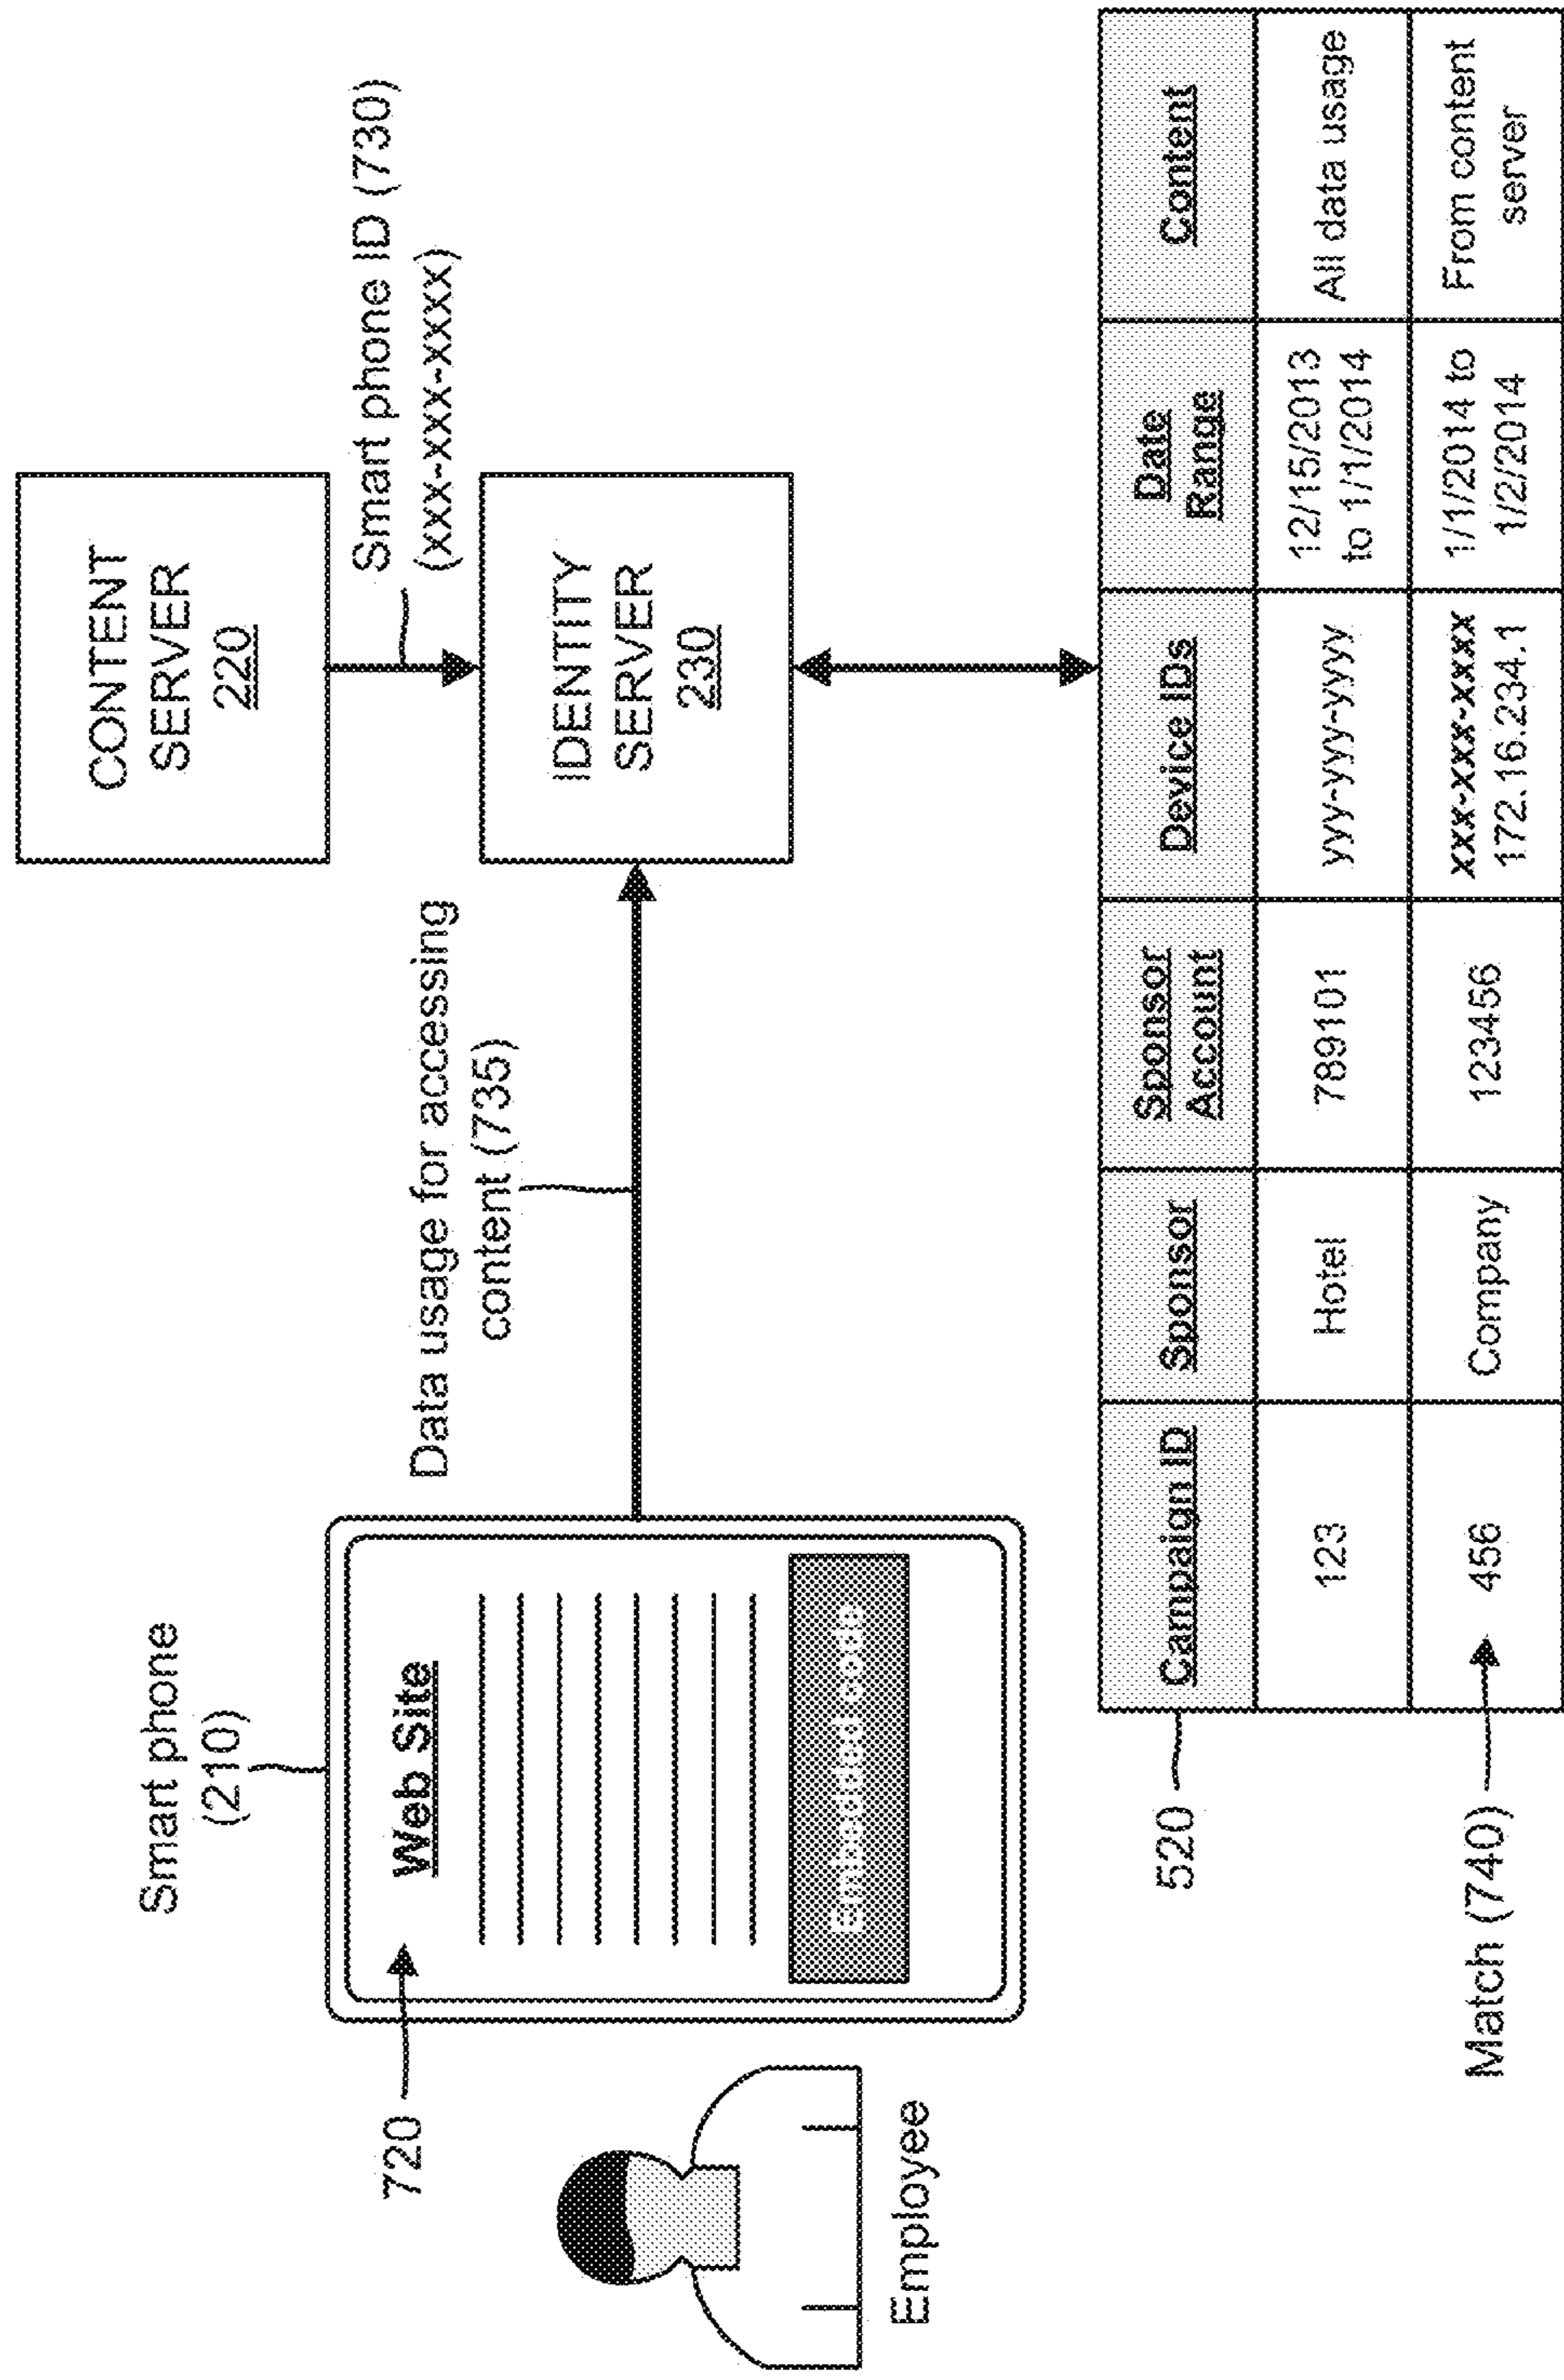 CONTENT
SERVER
220
Smart phone ID (730)
(xxx-xxx-xxxx)
Smart phone
(210)
Data usage for accessing
content (735)
IDENTITY
SERVER
230
720
Web Site
Embedded code
Employee
520
Campaign ID
Sponsor
Sponsor
Account
Device IDs
Date
Range
Content
123
Hotel
789101
yyy-yyy-yyyy
12/15/2013
to 1/1/2014
All data usage
Match (740)
456
Company
123456
xxx-xxx-xxxx
172.16.234.1
1/1/2014 to
1/2/2014
From content
server